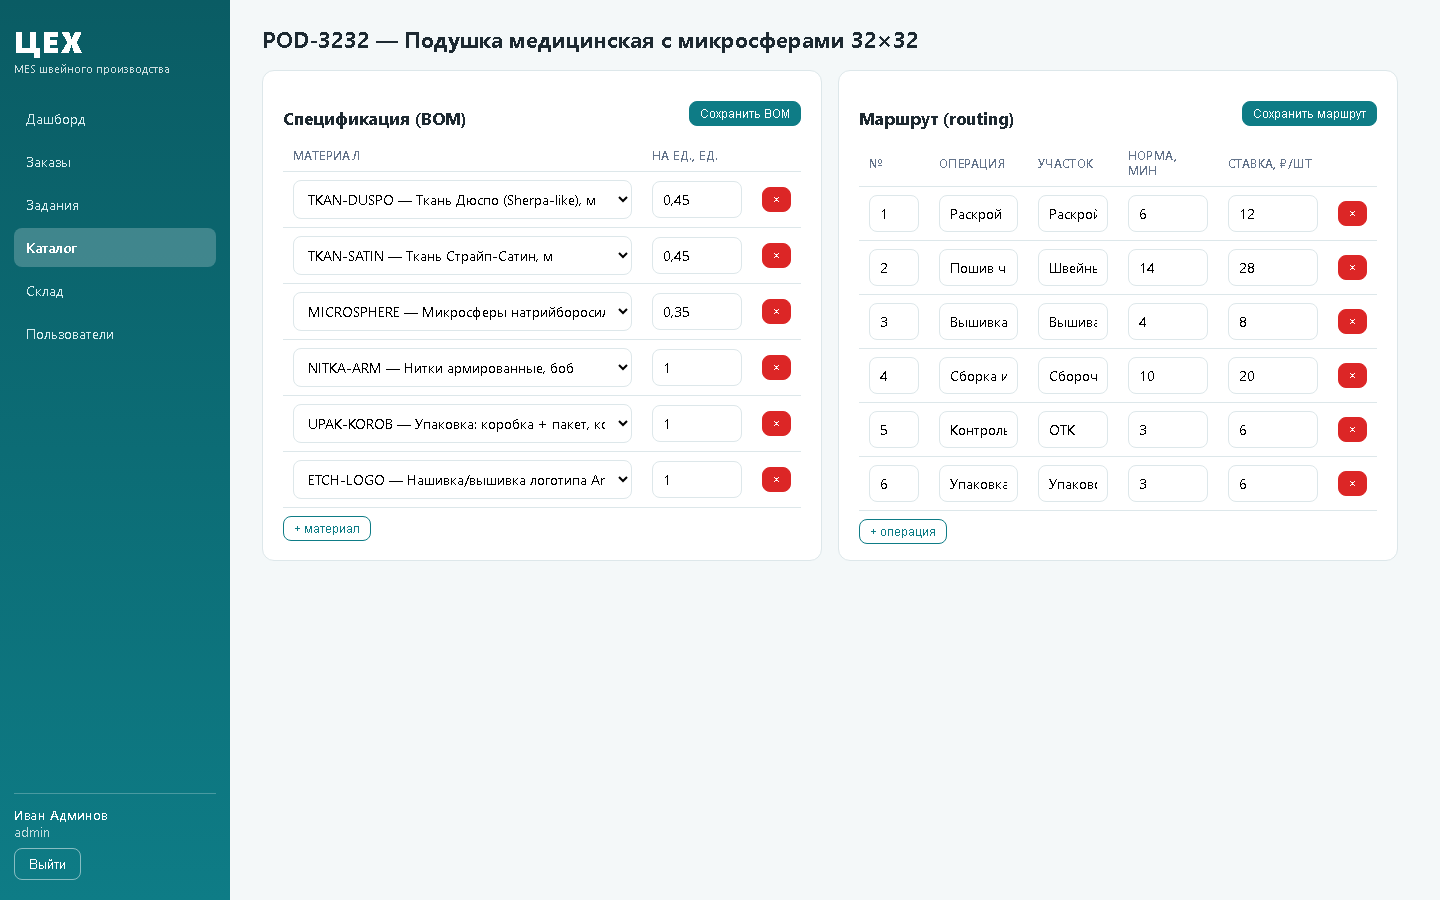 ЦЕХ
MES швейного производства
Дашборд
Заказы
Задания
Каталог
Склад
Пользователи
Иван Админов
admin
Выйти
POD-3232 — Подушка медицинская с микросферами 32×32
Спецификация (BOM)
Сохранить BOM
МАТЕРИАЛ НА ЕД., ЕД.
TKAN-DUSPO — Ткань Дюспо (Sherpa-like), м 0,45 ×
TKAN-SATIN — Ткань Страйп-Сатин, м 0,45 ×
MICROSPHERE — Микросферы натрийбороси 0,35 ×
NITKA-ARM — Нитки армированные, боб 1 ×
UPAK-KOROB — Упаковка: коробка + пакет, 1 ×
ETCH-LOGO — Нашивка/вышивка логотипа Ar 1 ×
+ материал
Маршрут (routing)
Сохранить маршрут
№ ОПЕРАЦИЯ УЧАСТОК НОРМА, МИН СТАВКА, ₽/ШТ
1 Раскрой Раскрой 6 12 ×
2 Пошив ч Швейн 14 28 ×
3 Вышивка Вышив 4 8 ×
4 Сборка и Сбороч 10 20 ×
5 Контроль ОТК 3 6 ×
6 Упаковка Упаков 3 6 ×
+ операция